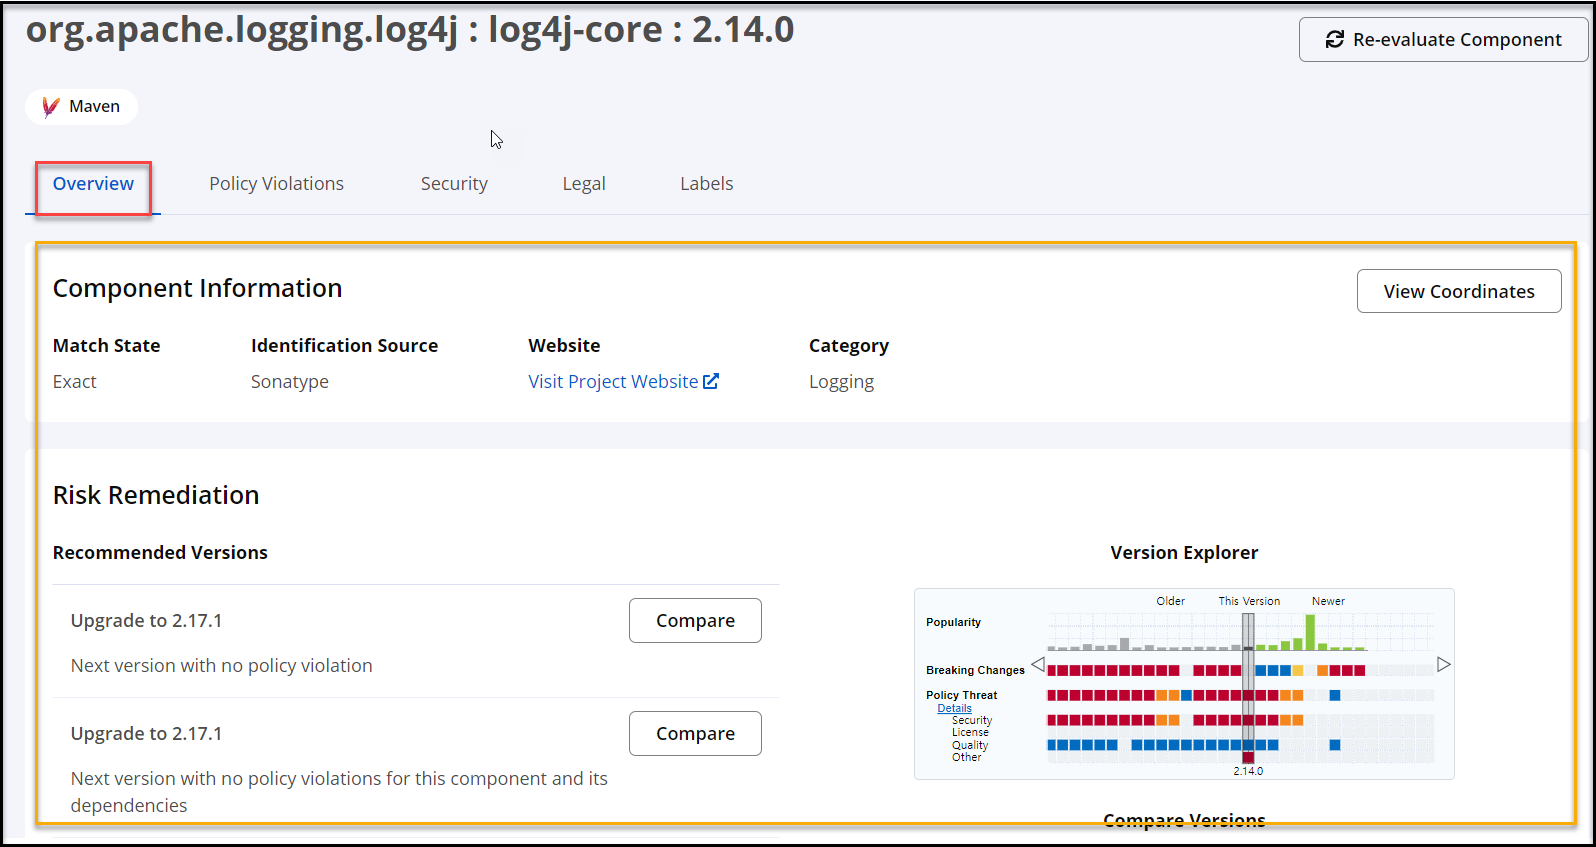 org.apache.logging.log4j : log4j-core : 2.14.0
Re-evaluate Component
Maven
Overview
Policy Violations
Security
Legal
Labels
Component Information
View Coordinates
Match State
Identification Source
Website
Category
Exact
Sonatype
Visit Project Website
Logging
Risk Remediation
Recommended Versions
Version Explorer
Upgrade to 2.17.1
Compare
Next version with no policy violation
Upgrade to 2.17.1
Compare
Next version with no policy violations for this component and its
dependencies
Older
This Version
Newer
Popularity
Breaking Changes
Policy Threat
Details
Security
License
Quality
Other
2.14.0
Compare Versions